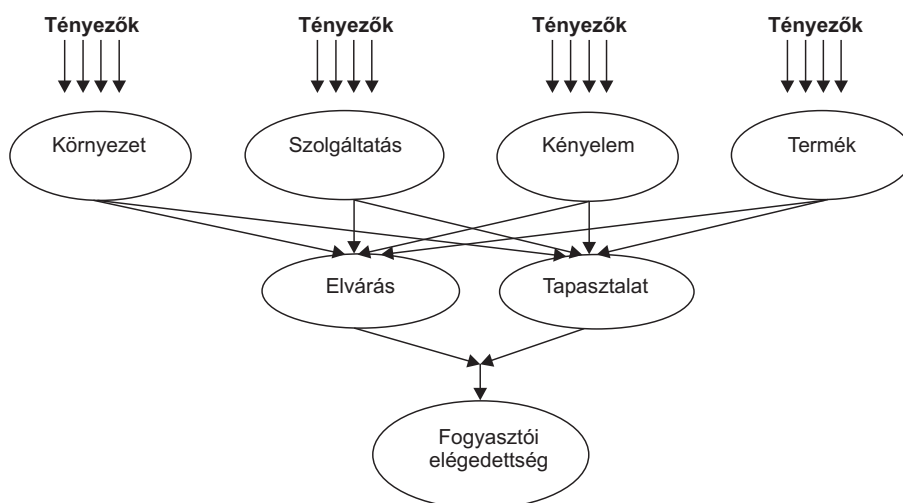 Tényezők
Tényezők
Tényezők
Tényezők
Környezet
Szolgáltatás
Kényelem
Termék
Elvárás
Tapasztalat
Fogyasztói
elégedettség